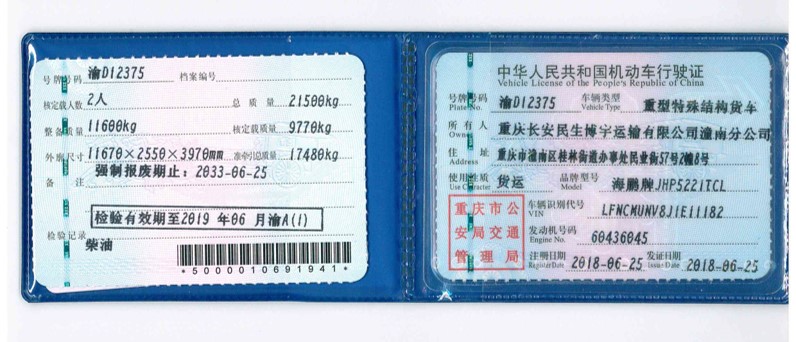 号牌号码 渝D12375 档案编号
核定载人数 2人 总质量 21500kg
整备质量 11600kg 核定载质量 9770kg
外廓尺寸 11670×2550×3970mm 准牵引总质量 17480kg
备注 强制报废期止：2033-06-25
检验有效期至2019年06月渝A(1)
检验记录
柴油
*5000010691941*
中华人民共和国机动车行驶证
Vehicle License of the People's Republic of China
号牌号码 渝D12375 车辆类型 重型特殊结构货车
Plate No. Vehicle Type
所有人 重庆长安民生博宇运输有限公司潼南分公司
Owner
住址 重庆市潼南区桂林街道办事处民业街57号2幢8号
Address
使用性质 货运 品牌型号 海鹏牌JHP5221TCL
Use Character Model
重庆市公安局交通管理局
车辆识别代号 LFNCMUNV8J1E11182
VIN
发动机号码 60436045
Engine No.
注册日期 2018-06-25 发证日期 2018-06-25
Register Date Issue Date